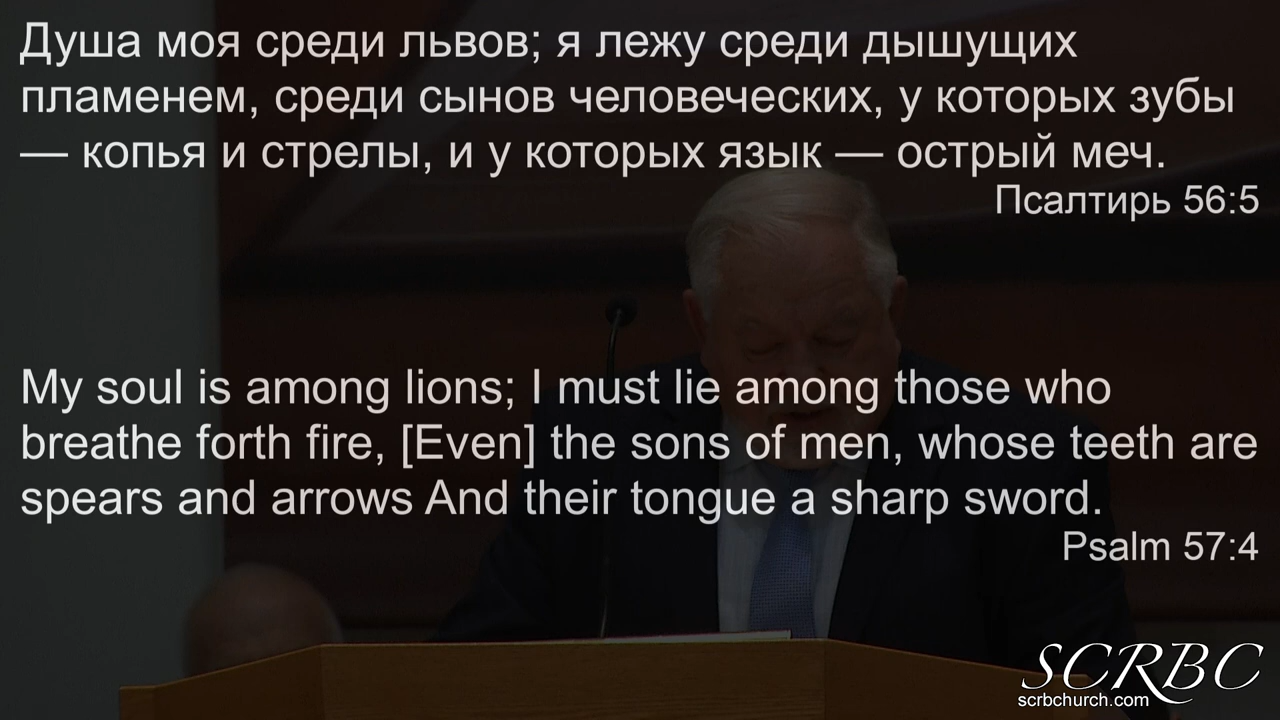 Душа моя среди львов; я лежу среди дышущих
пламенем, среди сынов человеческих, у которых зубы
— копья и стрелы, и у которых язык — острый меч.
Псалтирь 56:5
My soul is among lions; I must lie among those who
breathe forth fire, [Even] the sons of men, whose teeth are
spears and arrows And their tongue a sharp sword.
Psalm 57:4
SCRBC
scrbchurch.com